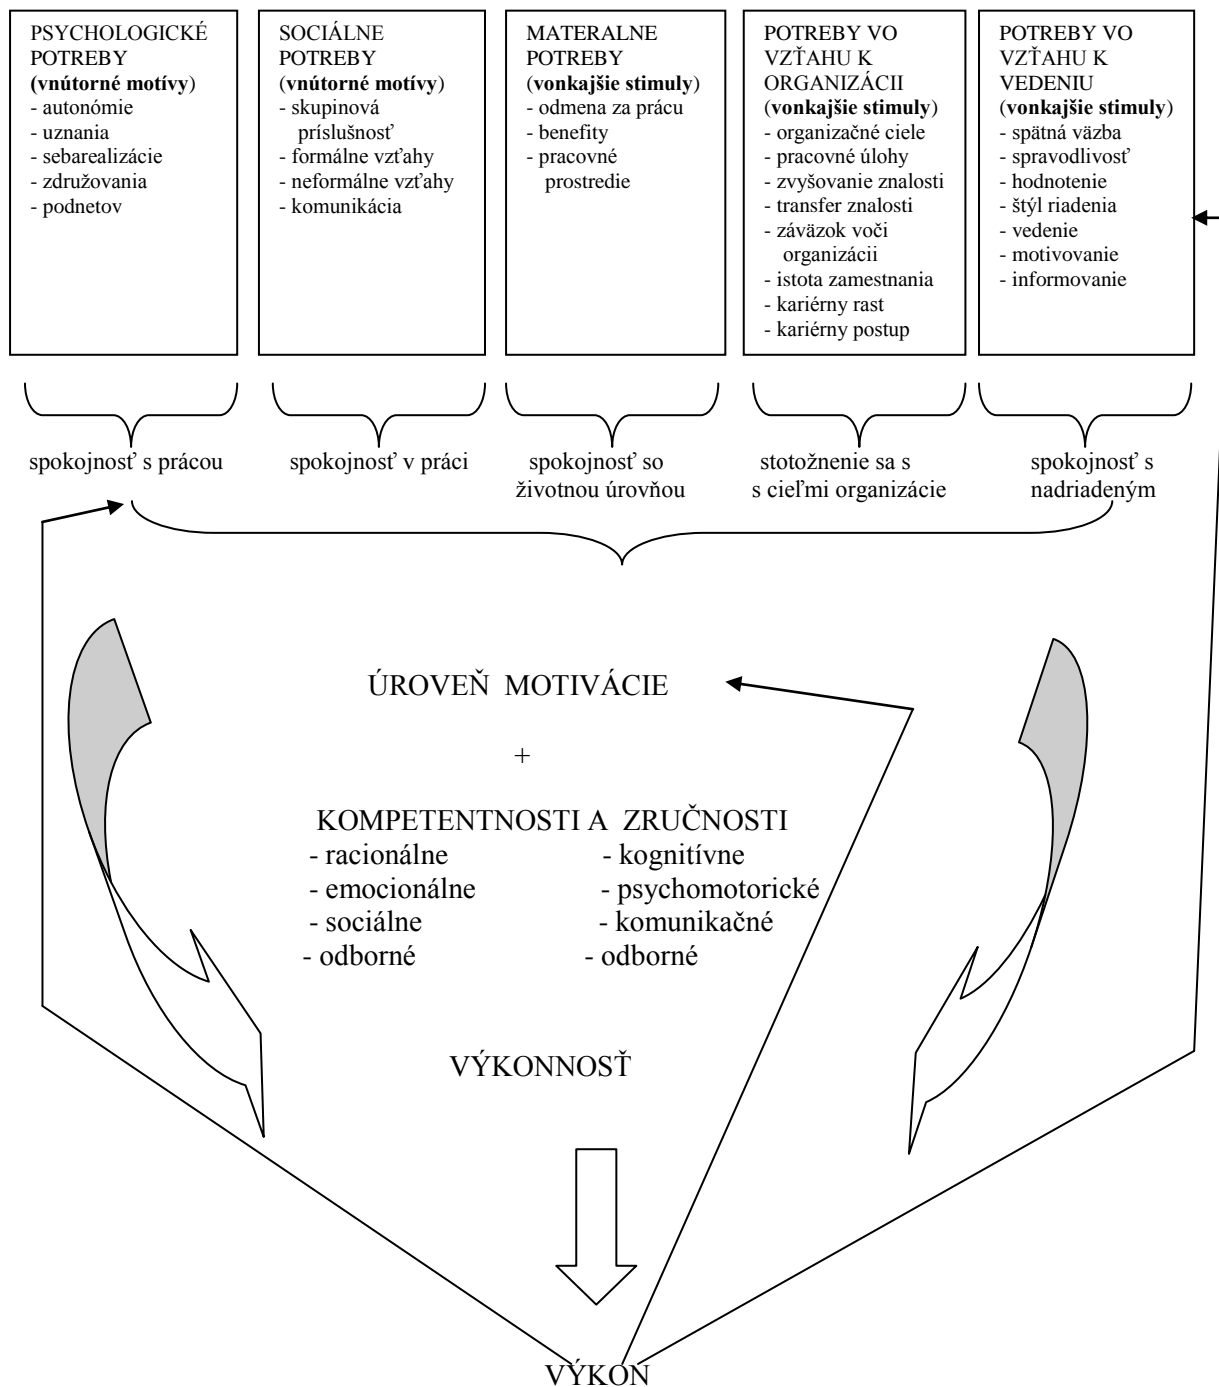 PSYCHOLOGICKÉ
POTREBY
(vnútorné motívy)
- autonómie
- uznania
- sebarealizácie
- združovania
- podnetov
SOCIÁLNE
POTREBY
(vnútorné motívy)
- skupinová
príslušnosť
- formálne vzťahy
- neformálne vzťahy
- komunikácia
MATERALNE
POTREBY
(vonkajšie stimuly)
- odmena za prácu
- benefity
- pracovné
prostredie
POTREBY VO
VZŤAHU K
ORGANIZÁCII
(vonkajšie stimuly)
- organizačné ciele
- pracovné úlohy
- zvyšovanie znalosti
- transfer znalosti
- záväzok voči
organizácii
- istota zamestnania
- kariérny rast
- kariérny postup
POTREBY VO
VZŤAHU K
VEDENIU
(vonkajšie stimuly)
- spätná väzba
- spravodlivosť
- hodnotenie
- štýl riadenia
- vedenie
- motivovanie
- informovanie
spokojnosť s prácou
spokojnosť v práci
spokojnosť so
životnou úrovňou
stotožnenie sa s
s cieľmi organizácie
spokojnosť s
nadriadeným
ÚROVEŇ MOTIVÁCIE
+
KOMPETENTNOSTI A ZRUČNOSTI
- racionálne - kognitívne
- emocionálne - psychomotorické
- sociálne - komunikačné
- odborné - odborné
VÝKONNOSŤ
VÝKON